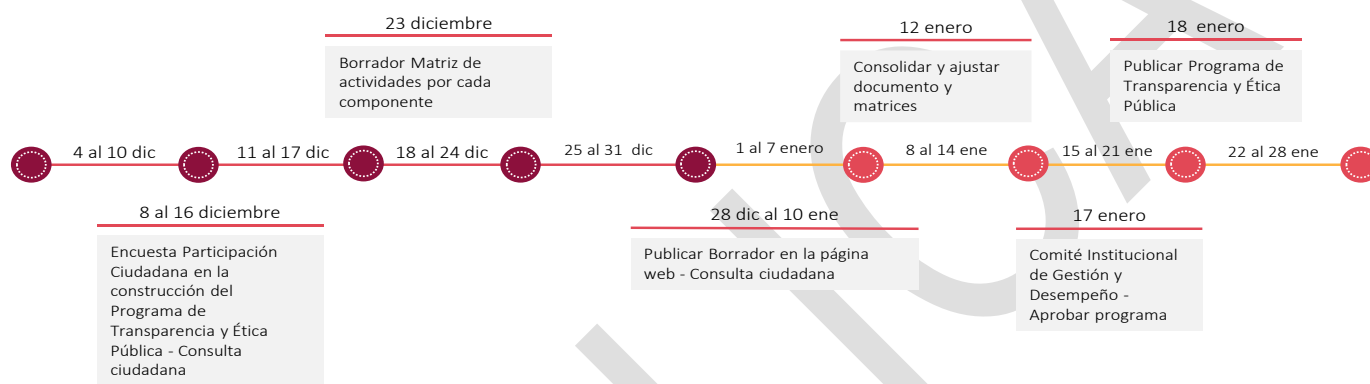 23 diciembre
Borrador Matriz de
actividades por cada
componente
12 enero
Consolidar y ajustar
documento y
matrices
18 enero
Publicar Programa de
Transparencia y Ética
Pública
4 al 10 dic
11 al 17 dic
18 al 24 dic
25 al 31 dic
1 al 7 enero
8 al 14 ene
15 al 21 ene
22 al 28 ene
8 al 16 diciembre
Encuesta Participación
Ciudadana en la
construcción del
Programa de
Transparencia y Ética
Pública - Consulta
ciudadana
28 dic al 10 ene
Publicar Borrador en la página
web - Consulta ciudadana
17 enero
Comité Institucional
de Gestión y
Desempeño -
Aprobar programa